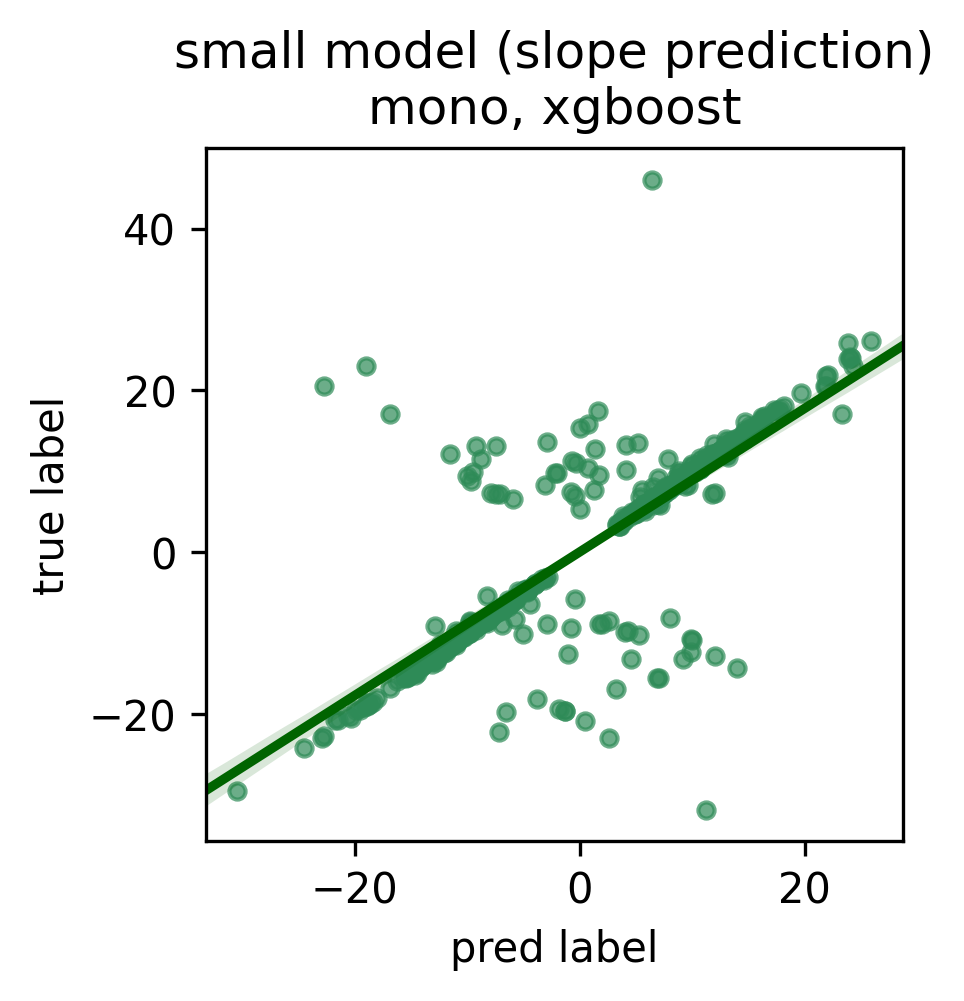 small model (slope prediction)
mono, xgboost
40
20
0
−20
true label
−20 0 20
pred label